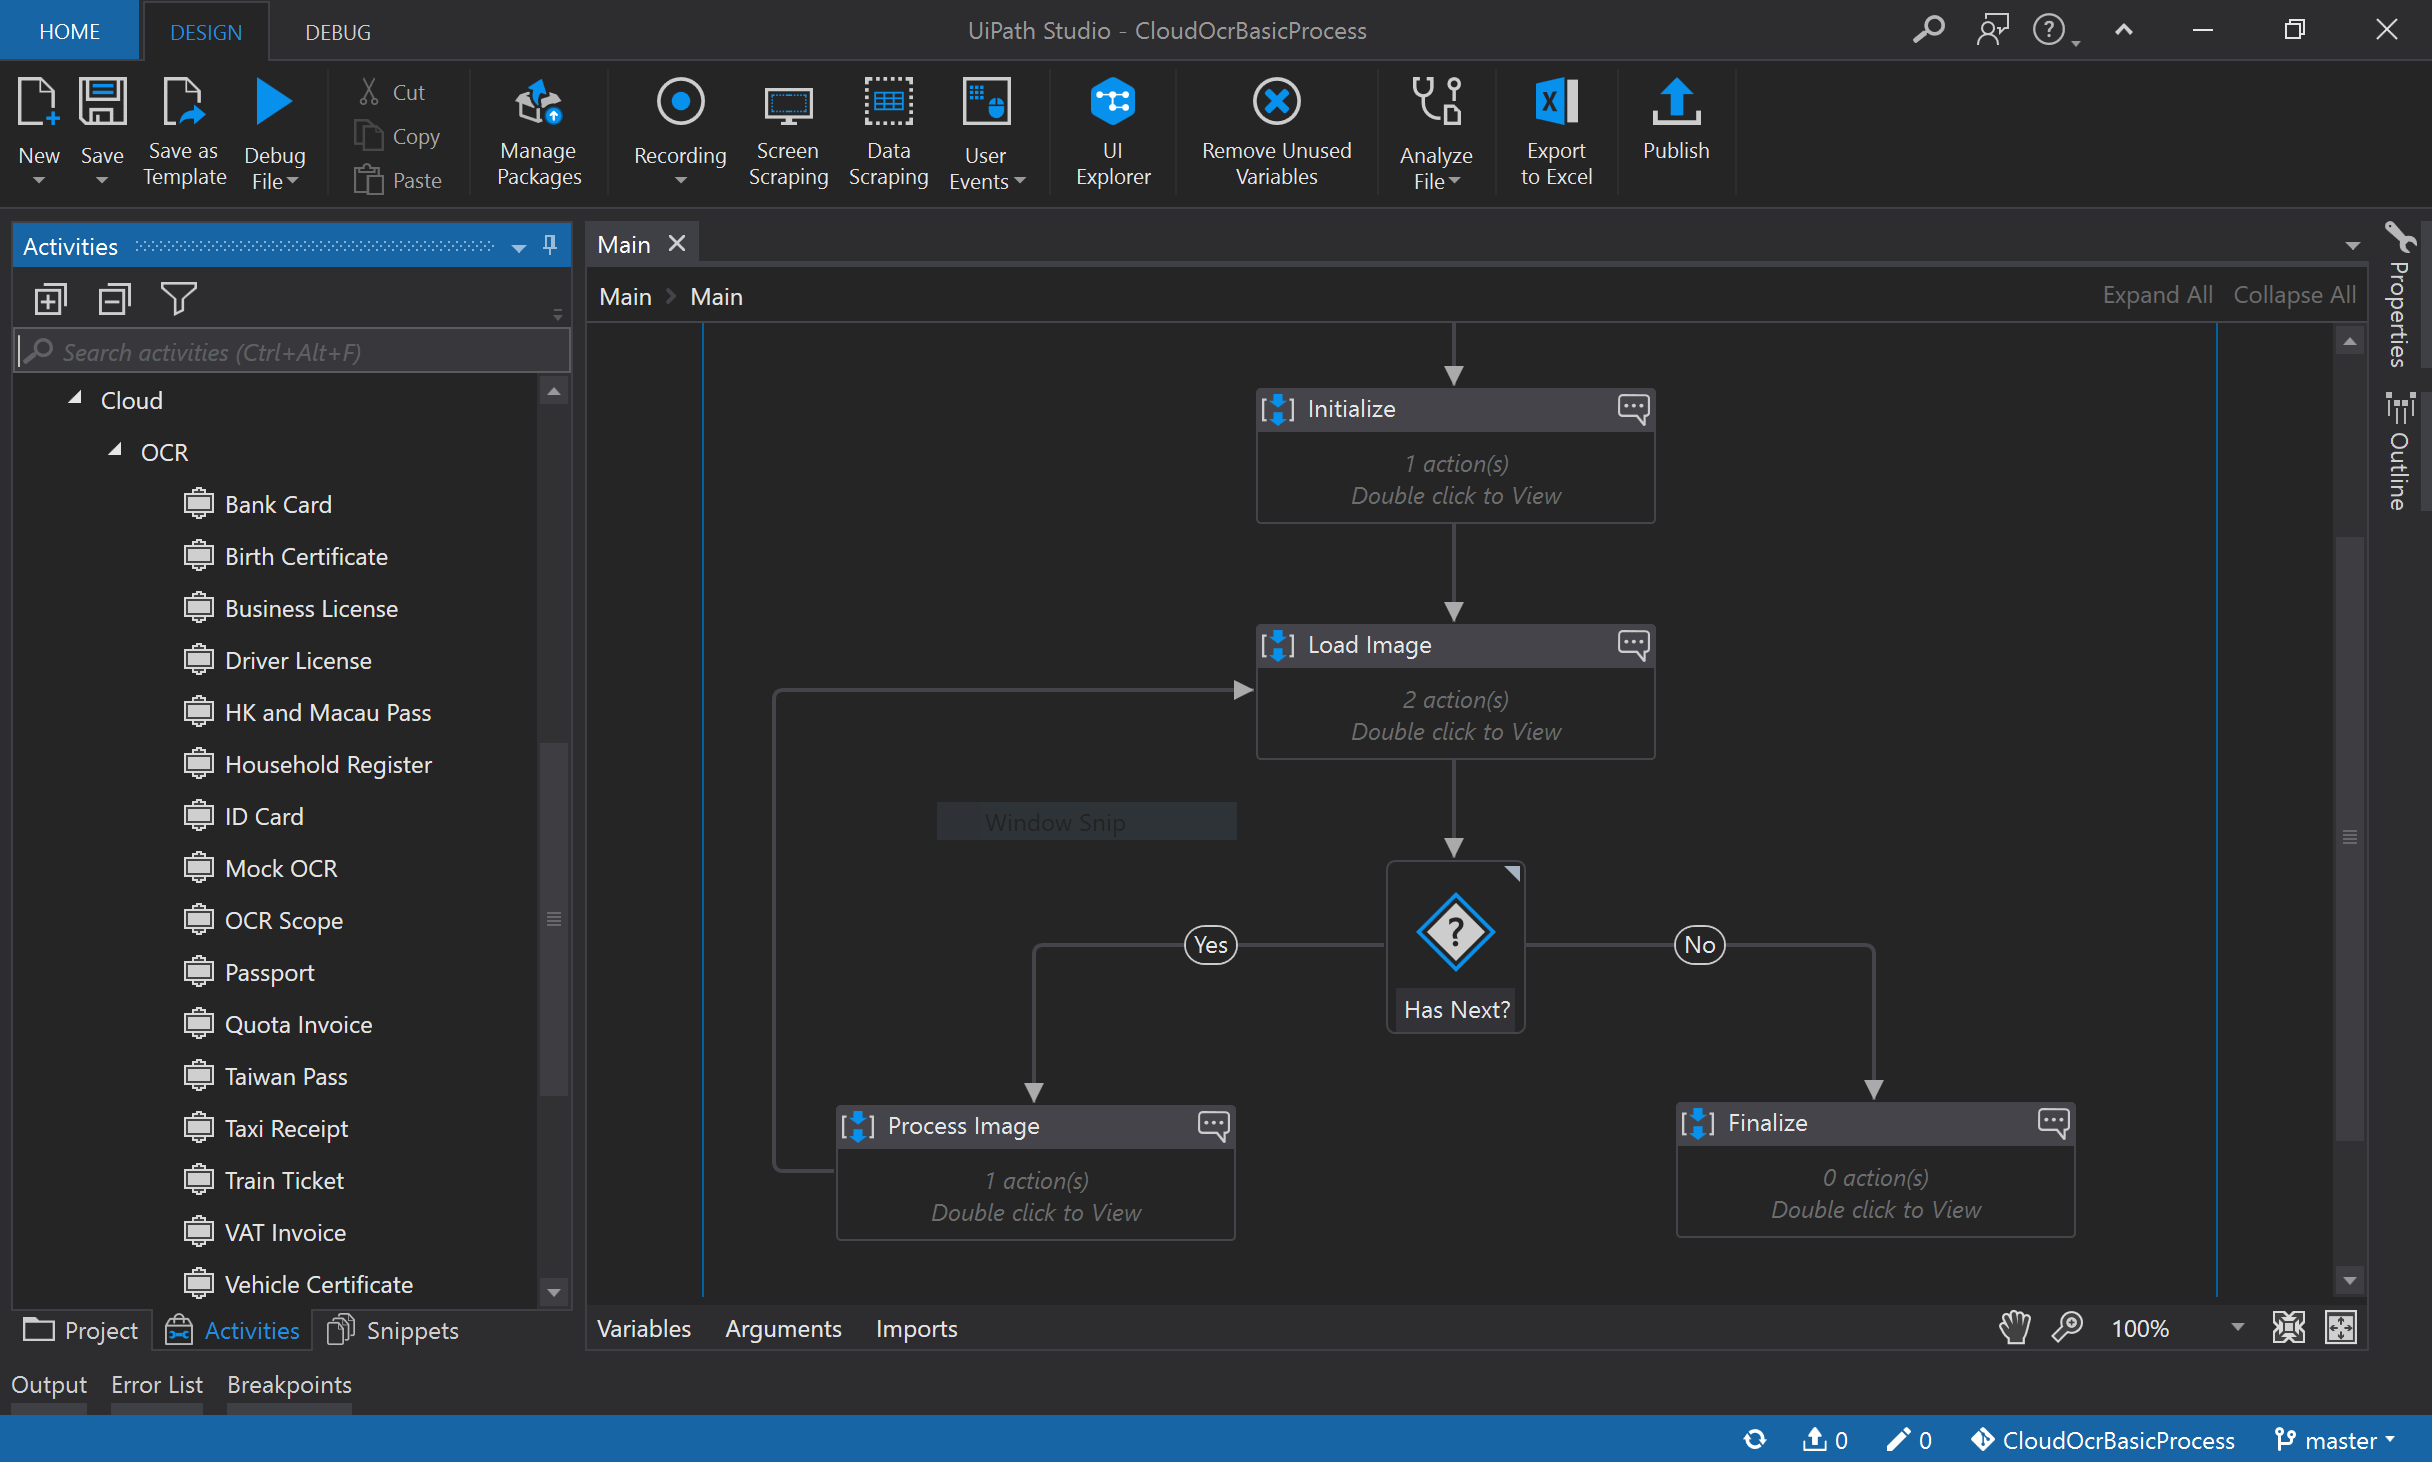 HOME
DESIGN
DEBUG
UiPath Studio - CloudOcrBasicProcess
New
Save
Save as
Template
Debug
File
Cut
Copy
Paste
Manage
Packages
Recording
Screen
Scraping
Data
Scraping
User
Events
UI
Explorer
Remove Unused
Variables
Analyze
File
Export
to Excel
Publish
Activities
Search activities (Ctrl+Alt+F)
Cloud
OCR
Bank Card
Birth Certificate
Business License
Driver License
HK and Macau Pass
Household Register
ID Card
Mock OCR
OCR Scope
Passport
Quota Invoice
Taiwan Pass
Taxi Receipt
Train Ticket
VAT Invoice
Vehicle Certificate
Project
Activities
Snippets
Main
Main > Main
Expand All
Collapse All
Initialize
1 action(s)
Double click to View
Load Image
2 action(s)
Double click to View
Window Snip
Yes
?
No
Has Next?
Process Image
1 action(s)
Double click to View
Finalize
0 action(s)
Double click to View
Variables
Arguments
Imports
100%
Properties
Outline
Output
Error List
Breakpoints
0
0
CloudOcrBasicProcess
master